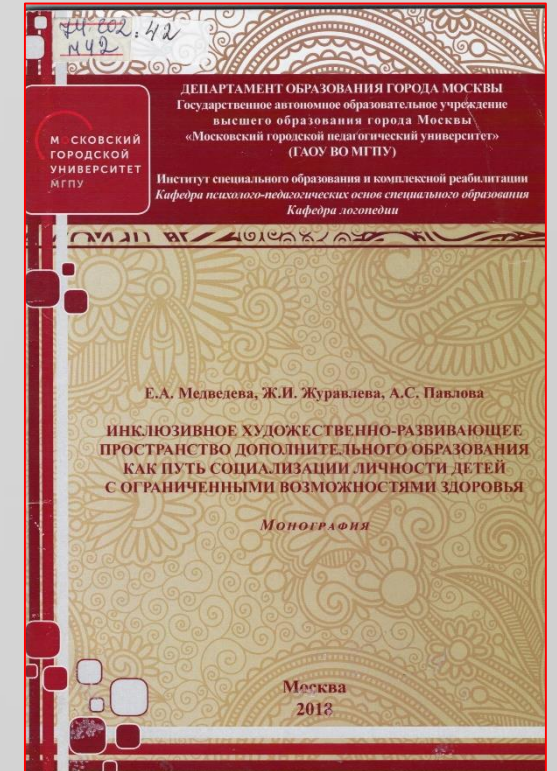 74.202.42
М42
ДЕПАРТАМЕНТ ОБРАЗОВАНИЯ ГОРОДА МОСКВЫ
Государственное автономное образовательное учреждение
высшего образования города Москвы
«Московский городской педагогический университет»
(ГАОУ ВО МГПУ)
МОСКОВСКИЙ
ГОРОДСКОЙ
УНИВЕРСИТЕТ
МГПУ
Институт специального образования и комплексной реабилитации
Кафедра психолого-педагогических основ специального образования
Кафедра логопедии
Е.А. Медведева, Ж.И. Журавлева, А.С. Павлова
ИНКЛЮЗИВНОЕ ХУДОЖЕСТВЕННО-РАЗВИВАЮЩЕЕ
ПРОСТРАНСТВО ДОПОЛНИТЕЛЬНОГО ОБРАЗОВАНИЯ
КАК ПУТЬ СОЦИАЛИЗАЦИИ ЛИЧНОСТИ ДЕТЕЙ
С ОГРАНИЧЕННЫМИ ВОЗМОЖНОСТЯМИ ЗДОРОВЬЯ
МОНОГРАФИЯ
Москва
2018